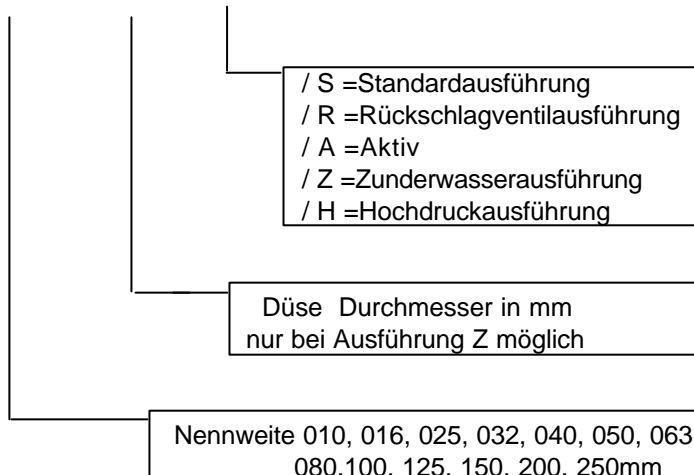 / S =Standardausführung
/ R =Rückschlagventilausführung
/ A =Aktiv
/ Z =Zunderwasserausführung
/ H =Hochdruckausführung
Düse Durchmesser in mm
nur bei Ausführung Z möglich
Nennweite 010, 016, 025, 032, 040, 050, 063
080,100, 125, 150, 200, 250mm